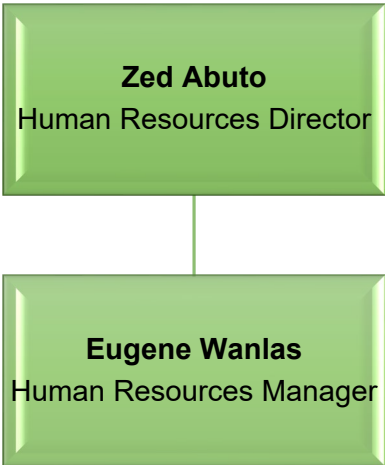 Zed Abuto
Human Resources Director
Eugene Wanlas
Human Resources Manager